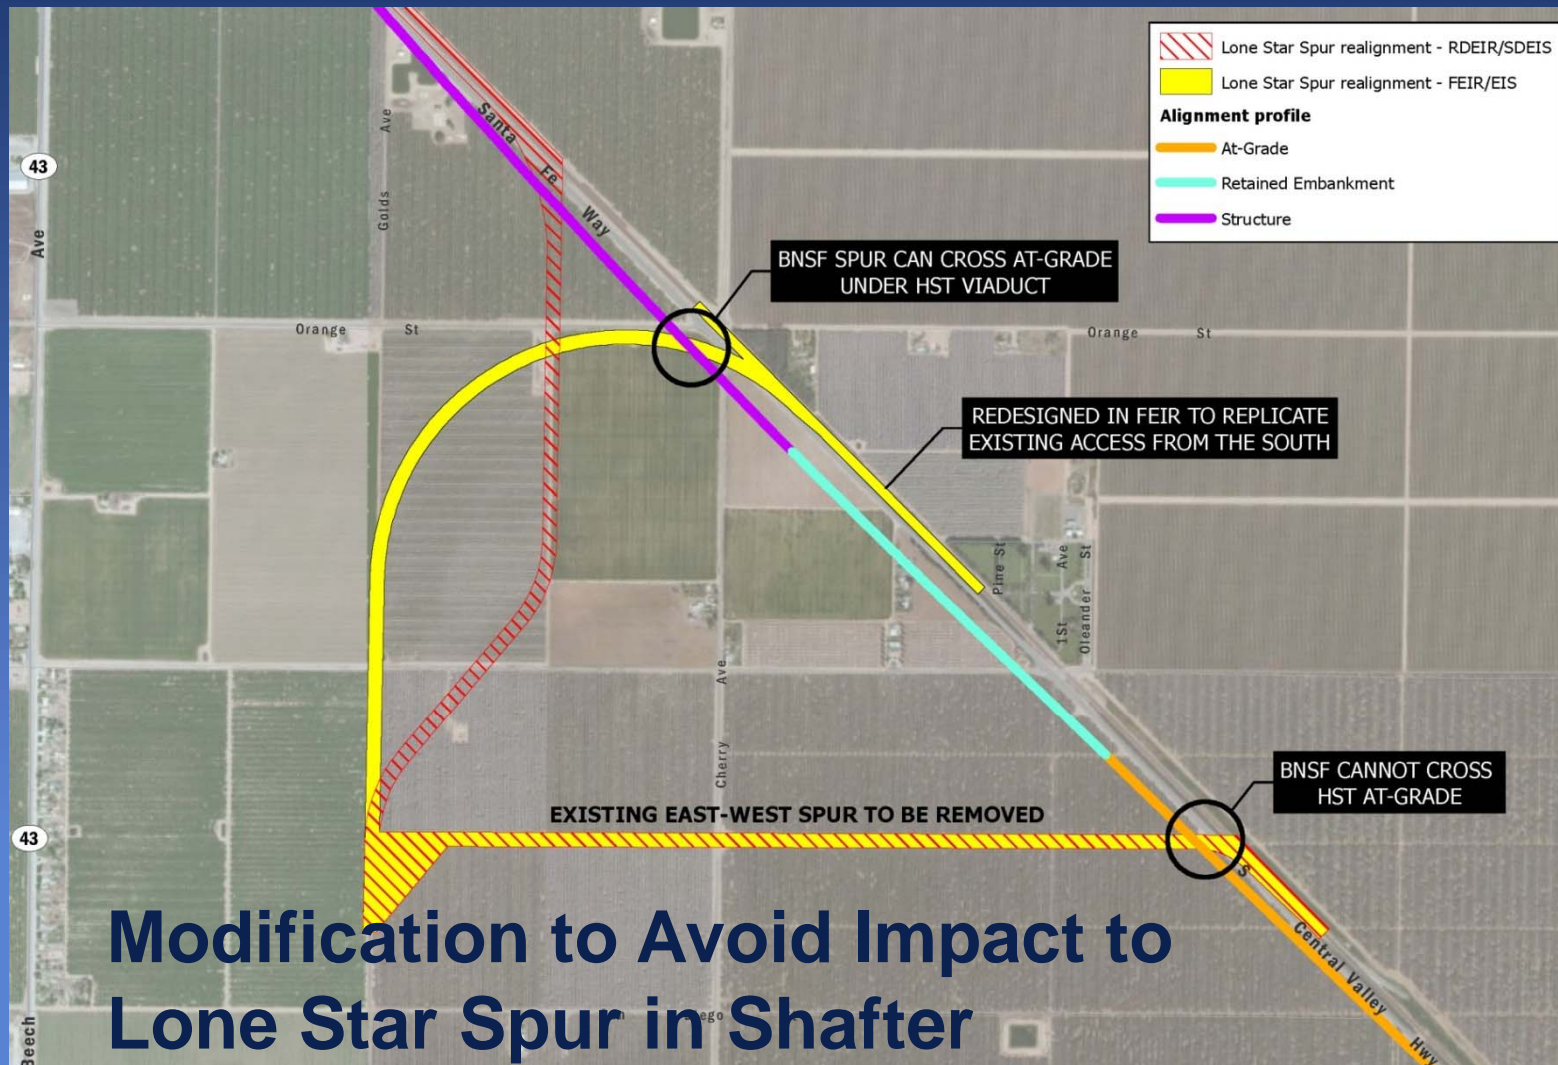 Lone Star Spur realignment - RDEIR/SDEIS
Lone Star Spur realignment - FEIR/EIS
Alignment profile
At-Grade
Retained Embankment
Structure
Santa Fe Way
43
Ave
Golds Ave
BNSF SPUR CAN CROSS AT-GRADE
UNDER HST VIADUCT
Orange St
Orange St
REDESIGNED IN FEIR TO REPLICATE
EXISTING ACCESS FROM THE SOUTH
Pine St
1St Ave
Oleander St
Cherry Ave
BNSF CANNOT CROSS
HST AT-GRADE
EXISTING EAST-WEST SPUR TO BE REMOVED
43
S
Central Valley Hwy
Beech
Modification to Avoid Impact to
Lone Star Spur in Shafter